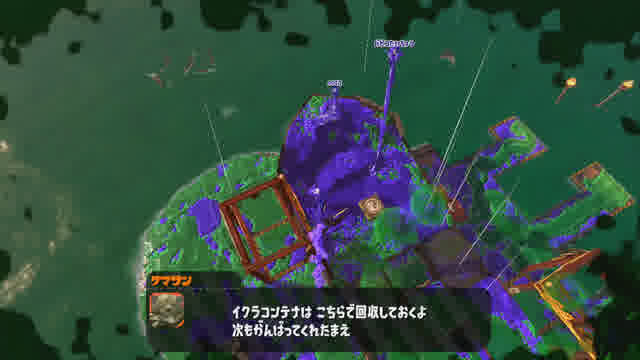 クマサン
イクラコンテナは こちらで回収しておくよ
次もがんばってくれたまえ